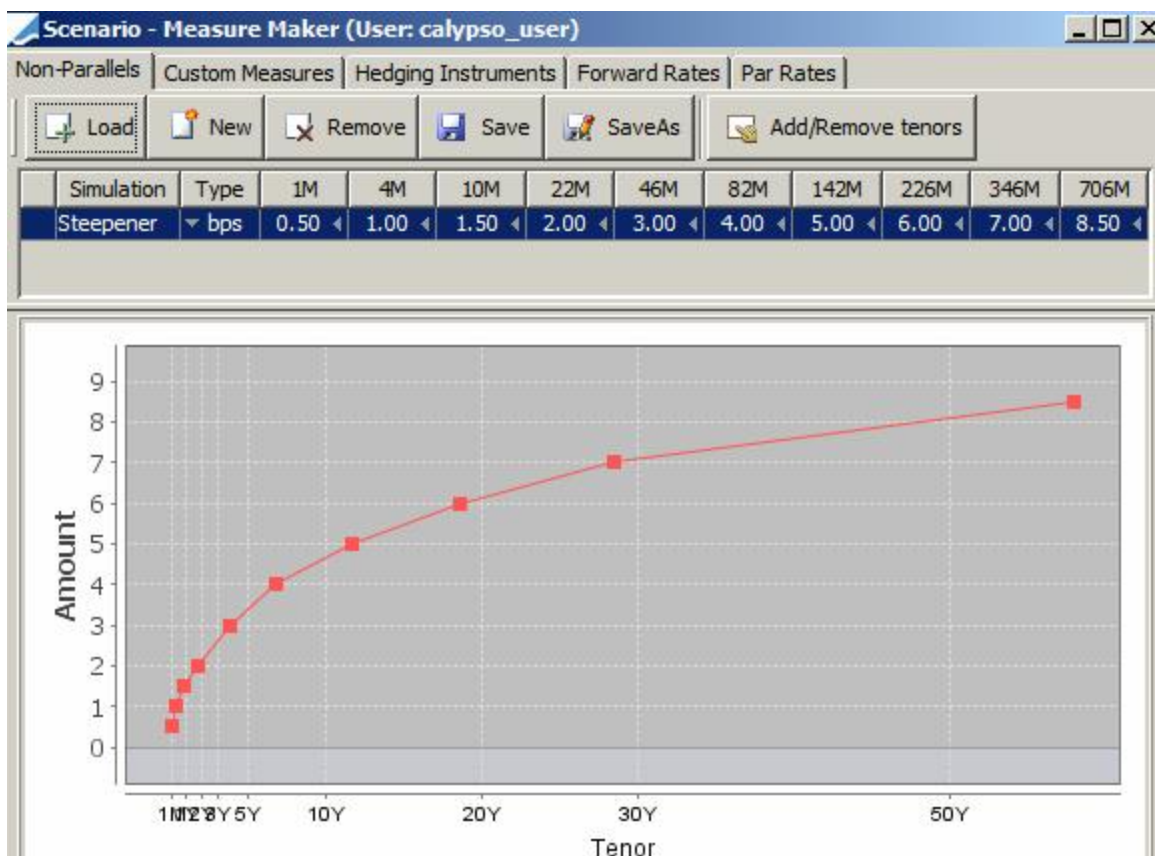 Scenario - Measure Maker (User: calypso_user)
Non-Parallels Custom Measures Hedging Instruments Forward Rates Par Rates
Load New Remove Save SaveAs Add/Remove tenors
Simulation Type 1M 4M 10M 22M 46M 82M 142M 226M 346M 706M
Steepener bps 0.50 1.00 1.50 2.00 3.00 4.00 5.00 6.00 7.00 8.50
9
8
7
6
5
4
3
2
1
0
Amount
5Y 10Y 20Y 30Y 50Y
Tenor